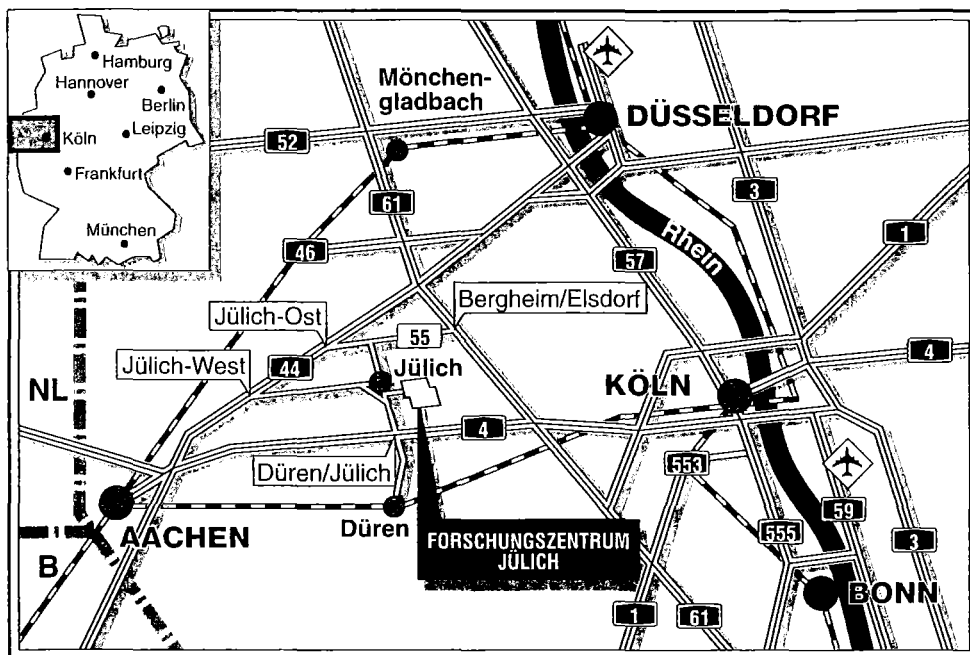 Hamburg
Hannover
Berlin
Leipzig
Köln
Frankfurt
München
Mönchen-
gladbach
DÜSSELDORF
52
61
3
1
46
57
Rhein
Bergheim/Elsdorf
Jülich-Ost
55
Jülich-West
44
Jülich
4
NL
KÖLN
4
Düren/Jülich
553
AACHEN
Düren
59
B
FORSCHUNGSZENTRUM
JÜLICH
555
3
BONN
1
61